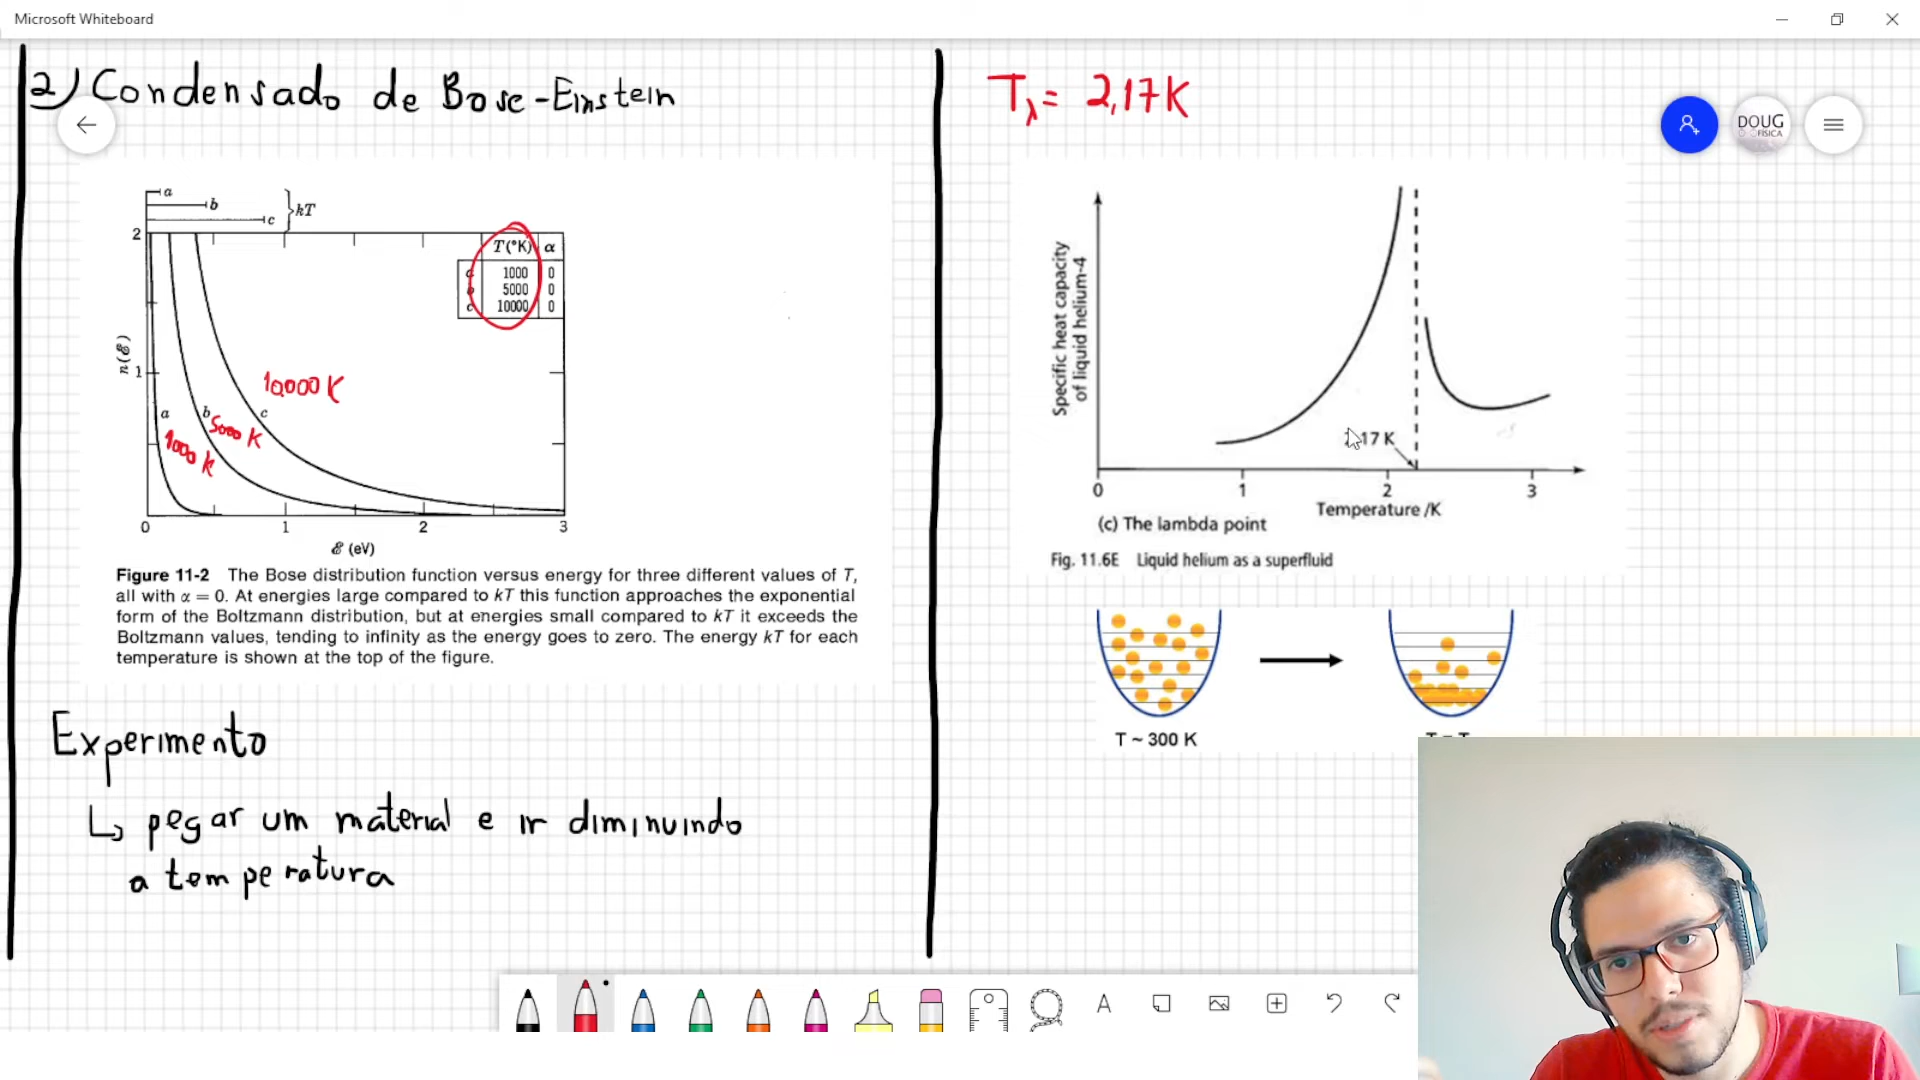 Microsoft Whiteboard
2) Condensado de Bose-Einstein
a
b
c
kT
2
1
n(ℰ)
T(°K) α
a 1000 0
b 5000 0
c 10000 0
10000 K
a
b
c
5000 K
1000 K
0 1 2 3
ℰ (eV)
Figure 11-2 The Bose distribution function versus energy for three different values of T,
all with α = 0. At energies large compared to kT this function approaches the exponential
form of the Boltzmann distribution, but at energies small compared to kT it exceeds the
Boltzmann values, tending to infinity as the energy goes to zero. The energy kT for each
temperature is shown at the top of the figure.
Experimento
↳ pegar um material e ir diminuindo
a temperatura
Tλ = 2,17K
Specific heat capacity
of liquid helium-4
17 K
0 1 2 3
Temperature /K
(c) The lambda point
Fig. 11.6E Liquid helium as a superfluid
T ~ 300 K
DOUG
FÍSICA
A